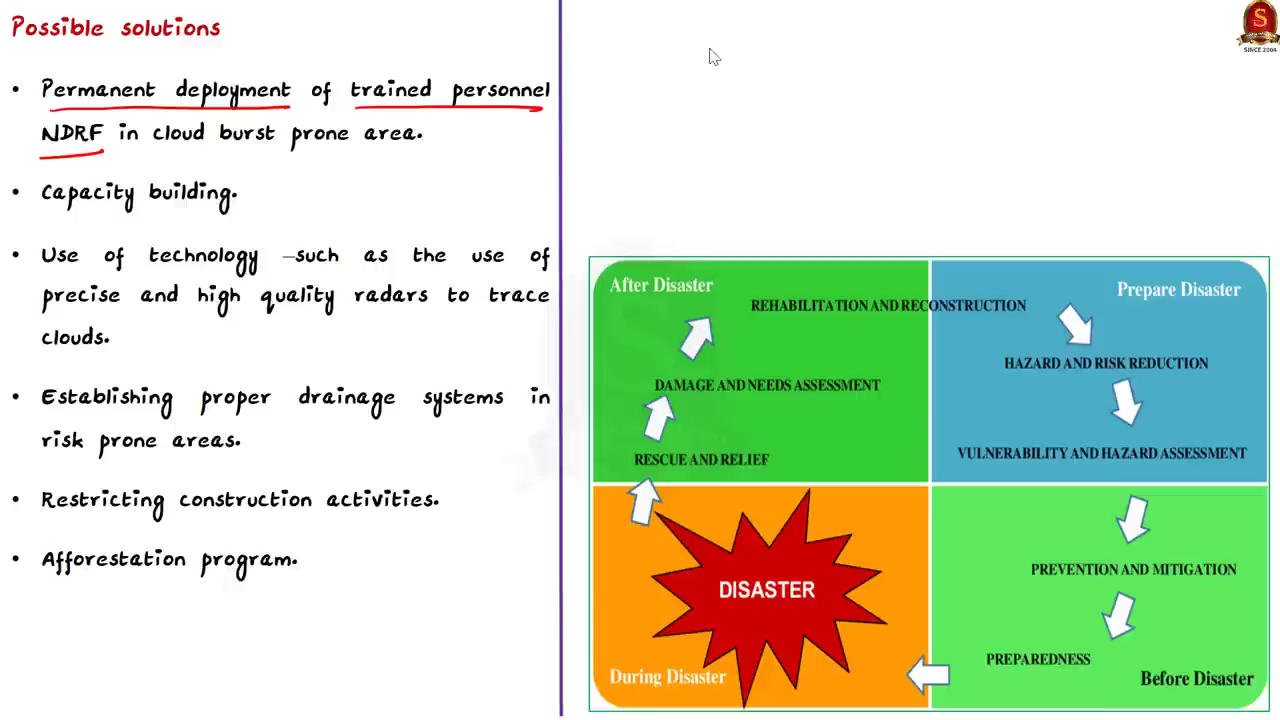 Possible solutions
• Permanent deployment of trained personnel
NDRF in cloud burst prone area.
• Capacity building.
• Use of technology –such as the use of
precise and high quality radars to trace
clouds.
• Establishing proper drainage systems in
risk prone areas.
• Restricting construction activities.
• Afforestation program.
S
SINCE 2004
After Disaster
REHABILITATION AND RECONSTRUCTION
DAMAGE AND NEEDS ASSESSMENT
RESCUE AND RELIEF
Prepare Disaster
HAZARD AND RISK REDUCTION
VULNERABILITY AND HAZARD ASSESSMENT
DISASTER
During Disaster
PREVENTION AND MITIGATION
PREPAREDNESS
Before Disaster